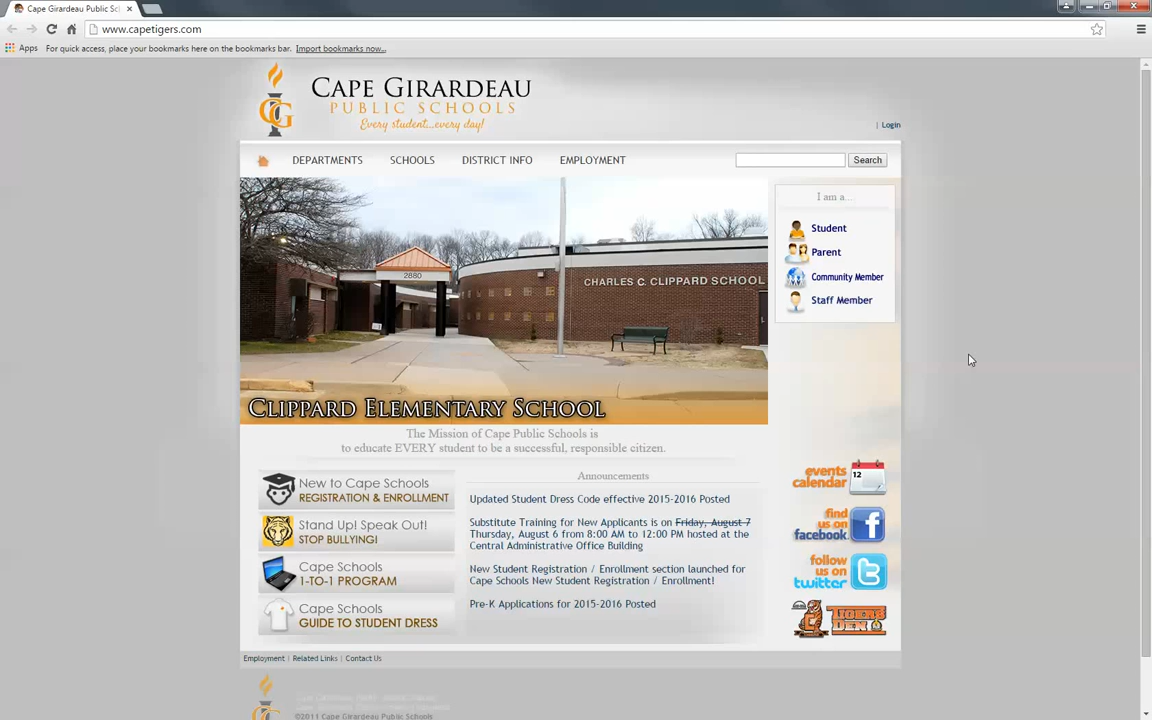 Cape Girardeau Public Sch
www.capetigers.com
Apps For quick access, place your bookmarks here on the bookmarks bar. Import bookmarks now...
CAPE GIRARDEAU
PUBLIC SCHOOLS
Every student...every day!
| Login
DEPARTMENTS SCHOOLS DISTRICT INFO EMPLOYMENT Search
I am a...
Student
Parent
Community Member
Staff Member
2880
CHARLES C. CLIPPARD SCHOOL
CLIPPARD ELEMENTARY SCHOOL
The Mission of Cape Public Schools is
to educate EVERY student to be a successful, responsible citizen.
New to Cape Schools
REGISTRATION & ENROLLMENT
Stand Up! Speak Out!
STOP BULLYING!
Cape Schools
1-TO-1 PROGRAM
Cape Schools
GUIDE TO STUDENT DRESS
Announcements
Updated Student Dress Code effective 2015-2016 Posted
Substitute Training for New Applicants is on Friday, August 7
Thursday, August 6 from 8:00 AM to 12:00 PM hosted at the
Central Administrative Office Building
New Student Registration / Enrollment section launched for
Cape Schools New Student Registration / Enrollment!
Pre-K Applications for 2015-2016 Posted
events
calendar
12
find
us on
facebook
f
follow
us on
twitter
t
TIGERS
DEN
Employment | Related Links | Contact Us
©2011 Cape Girardeau Public Schools